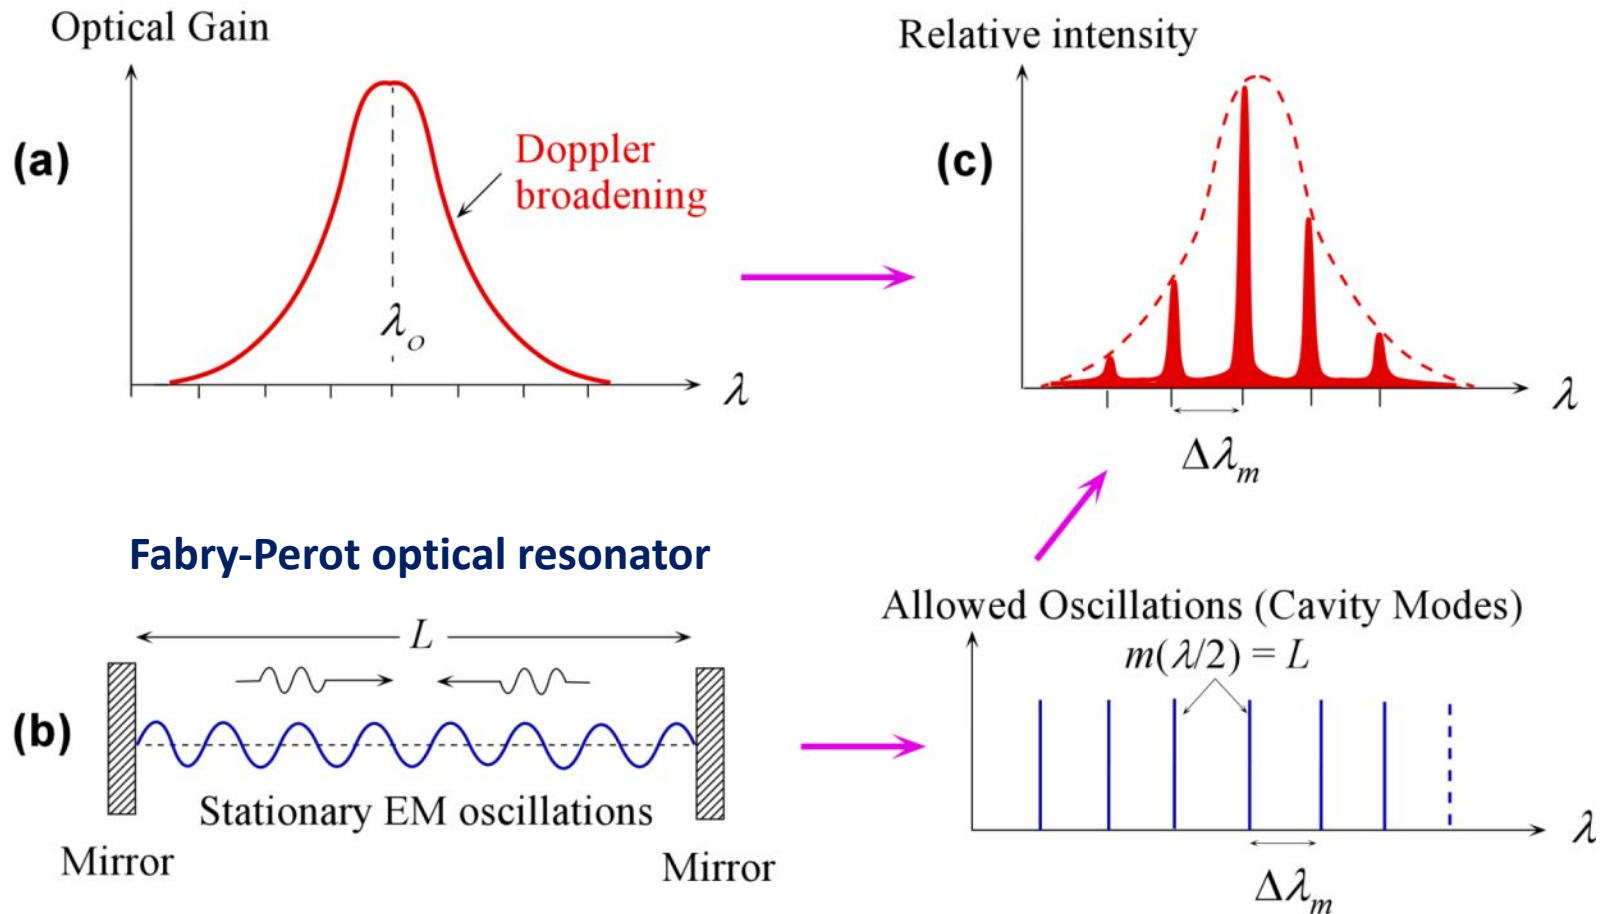 Optical Gain
(a)
Doppler
broadening
λₒ
λ
Relative intensity
(c)
λ
Δλₘ
Fabry-Perot optical resonator
L
(b)
Stationary EM oscillations
Mirror
Mirror
Allowed Oscillations (Cavity Modes)
m(λ/2) = L
λ
Δλₘ